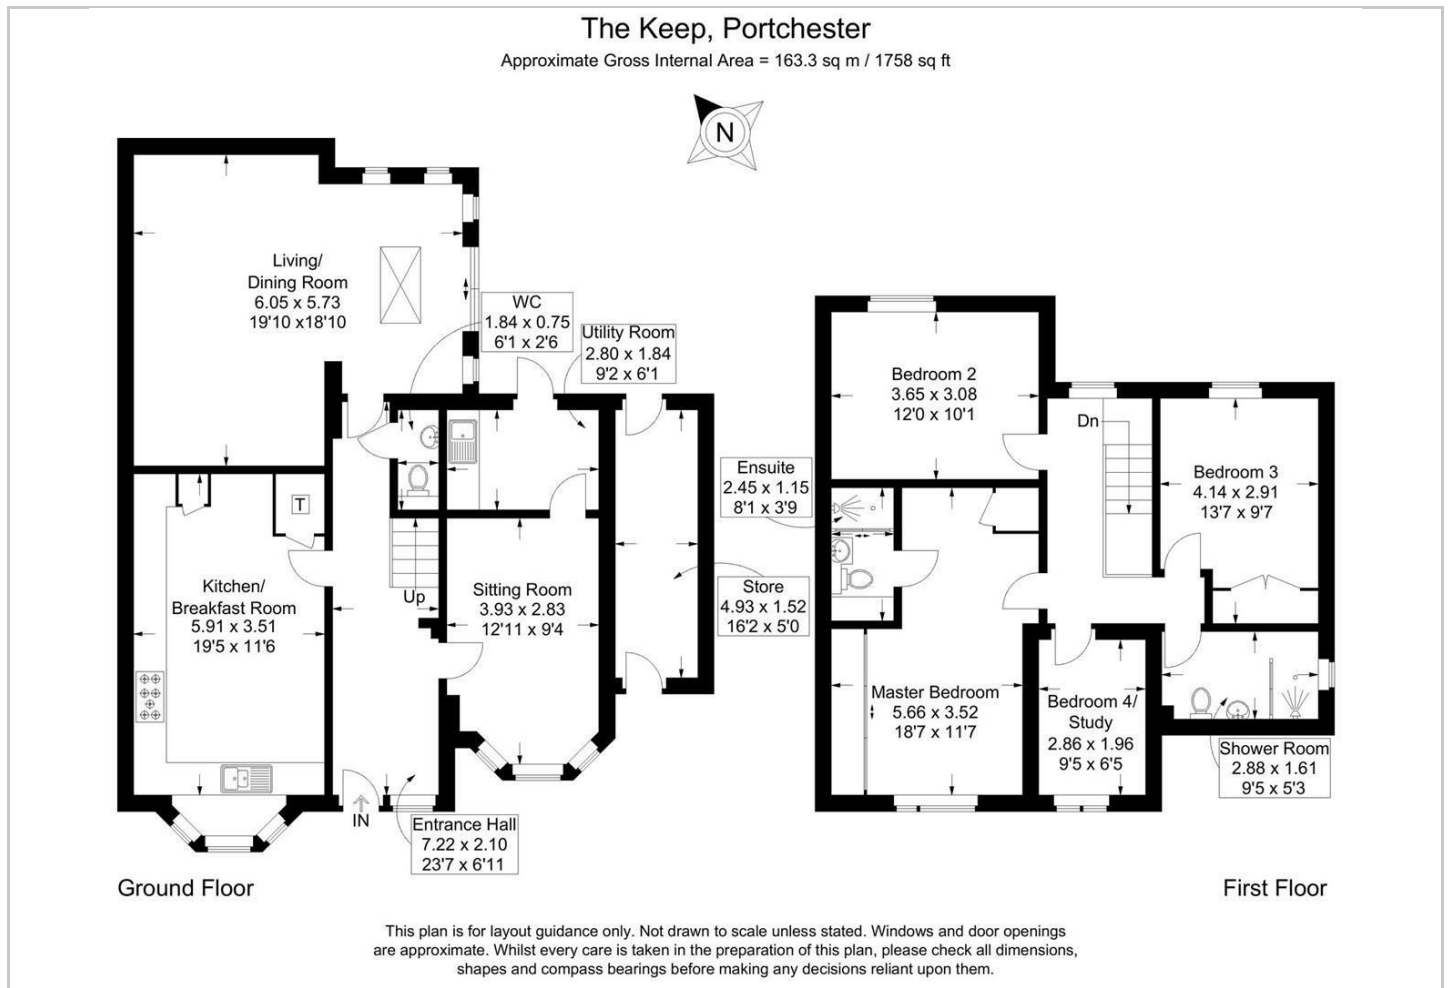 The Keep, Portchester
Approximate Gross Internal Area = 163.3 sq m / 1758 sq ft
N
Living/
Dining Room
6.05 x 5.73
19'10 x18'10
WC
1.84 x 0.75
6'1 x 2'6
Utility Room
2.80 x 1.84
9'2 x 6'1
T
Kitchen/
Breakfast Room
5.91 x 3.51
19'5 x 11'6
Up
Sitting Room
3.93 x 2.83
12'11 x 9'4
Store
4.93 x 1.52
16'2 x 5'0
IN
Entrance Hall
7.22 x 2.10
23'7 x 6'11
Ground Floor
Bedroom 2
3.65 x 3.08
12'0 x 10'1
Dn
Bedroom 3
4.14 x 2.91
13'7 x 9'7
Ensuite
2.45 x 1.15
8'1 x 3'9
Master Bedroom
5.66 x 3.52
18'7 x 11'7
Bedroom 4/
Study
2.86 x 1.96
9'5 x 6'5
Shower Room
2.88 x 1.61
9'5 x 5'3
First Floor
This plan is for layout guidance only. Not drawn to scale unless stated. Windows and door openings
are approximate. Whilst every care is taken in the preparation of this plan, please check all dimensions,
shapes and compass bearings before making any decisions reliant upon them.